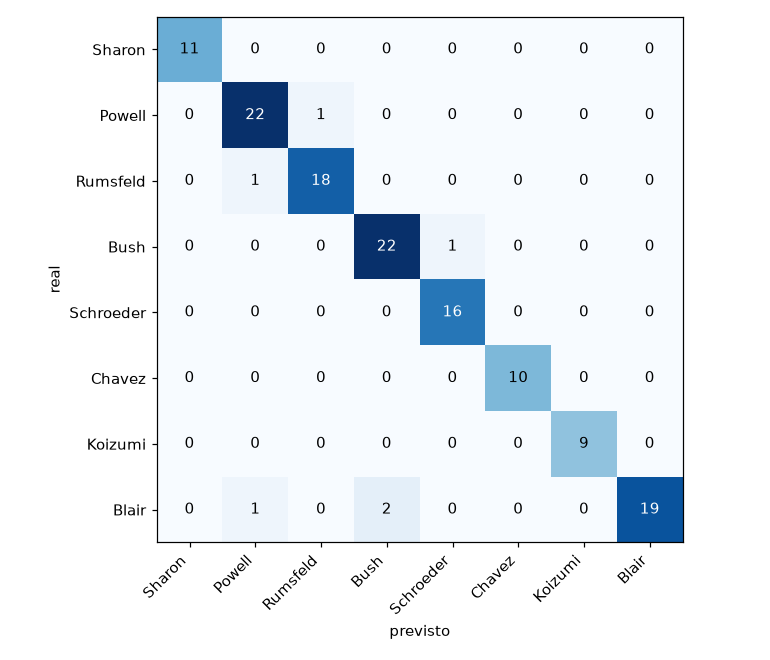 Sharon 11 0 0 0 0 0 0 0
Powell 0 22 1 0 0 0 0 0
Rumsfeld 0 1 18 0 0 0 0 0
Bush 0 0 0 22 1 0 0 0
Schroeder 0 0 0 0 16 0 0 0
Chavez 0 0 0 0 0 10 0 0
Koizumi 0 0 0 0 0 0 9 0
Blair 0 1 0 2 0 0 0 19
real
Sharon Powell Rumsfeld Bush Schroeder Chavez Koizumi Blair
previsto